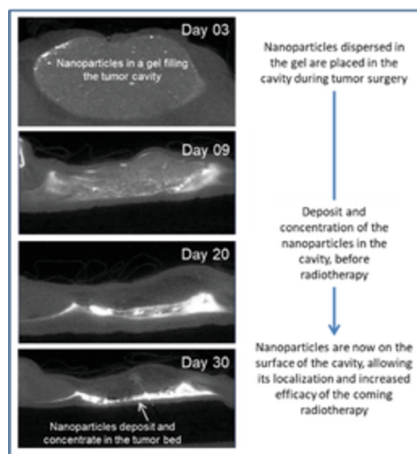 Day 03
Nanoparticles in a gel filling
the tumor cavity
Nanoparticles dispersed in
the gel are placed in the
cavity during tumor surgery
Day 09
Deposit and
concentration of the
nanoparticles in the
cavity, before
radiotherapy
Day 20
Day 30
Nanoparticles deposit and
concentrate in the tumor bed
Nanoparticles are now on the
surface of the cavity, allowing
its localization and increased
efficacy of the coming
radiotherapy